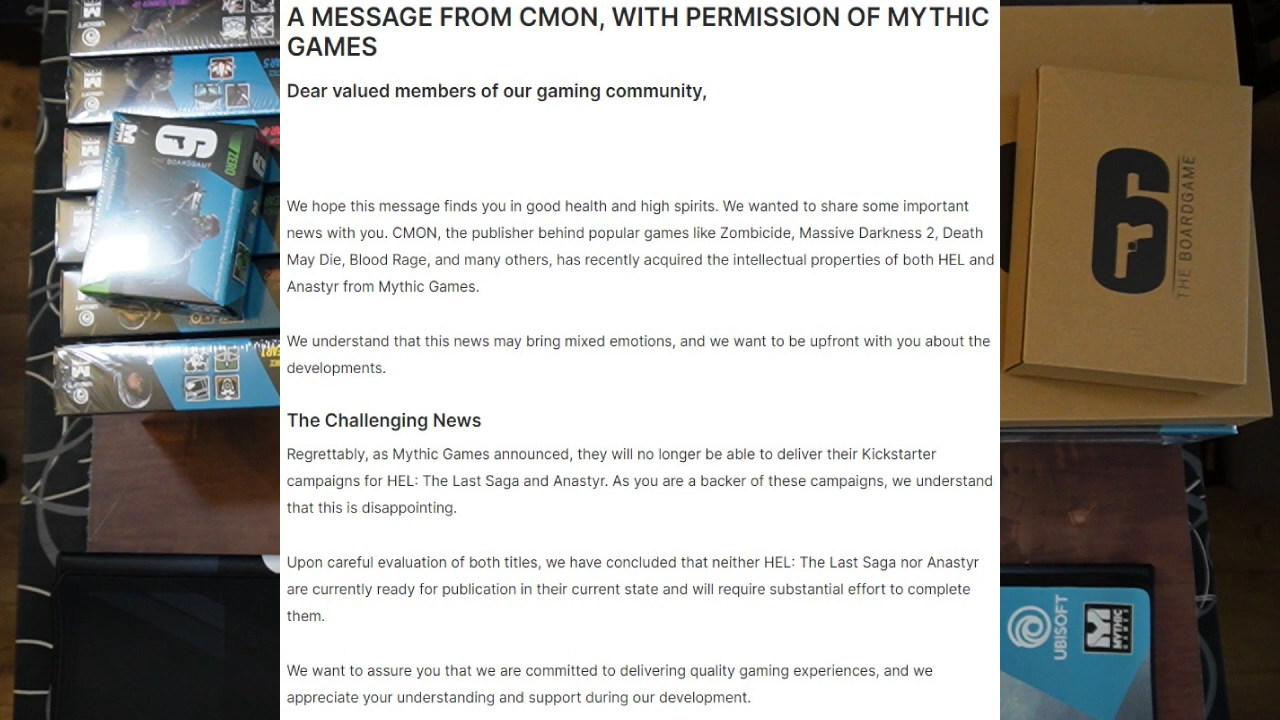 A MESSAGE FROM CMON, WITH PERMISSION OF MYTHIC
GAMES
Dear valued members of our gaming community,
We hope this message finds you in good health and high spirits. We wanted to share some important
news with you. CMON, the publisher behind popular games like Zombicide, Massive Darkness 2, Death
May Die, Blood Rage, and many others, has recently acquired the intellectual properties of both HEL and
Anastyr from Mythic Games.
We understand that this news may bring mixed emotions, and we want to be upfront with you about the
developments.
The Challenging News
Regrettably, as Mythic Games announced, they will no longer be able to deliver their Kickstarter
campaigns for HEL: The Last Saga and Anastyr. As you are a backer of these campaigns, we understand
that this is disappointing.
Upon careful evaluation of both titles, we have concluded that neither HEL: The Last Saga nor Anastyr
are currently ready for publication in their current state and will require substantial effort to complete
them.
We want to assure you that we are committed to delivering quality gaming experiences, and we
appreciate your understanding and support during our development.
6
THE BOARDGAME
ZERO
6
THE BOARDGAME
UBISOFT
MYTHIC
GAMES